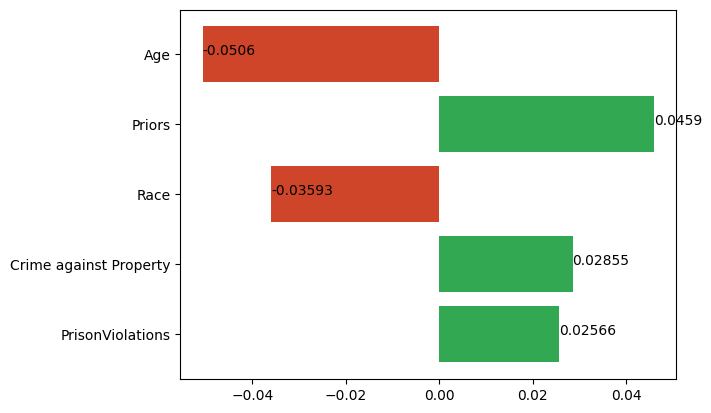 Age
-0.0506
Priors
0.0459
Race
-0.03593
Crime against Property
0.02855
PrisonViolations
0.02566
−0.04 −0.02 0.00 0.02 0.04